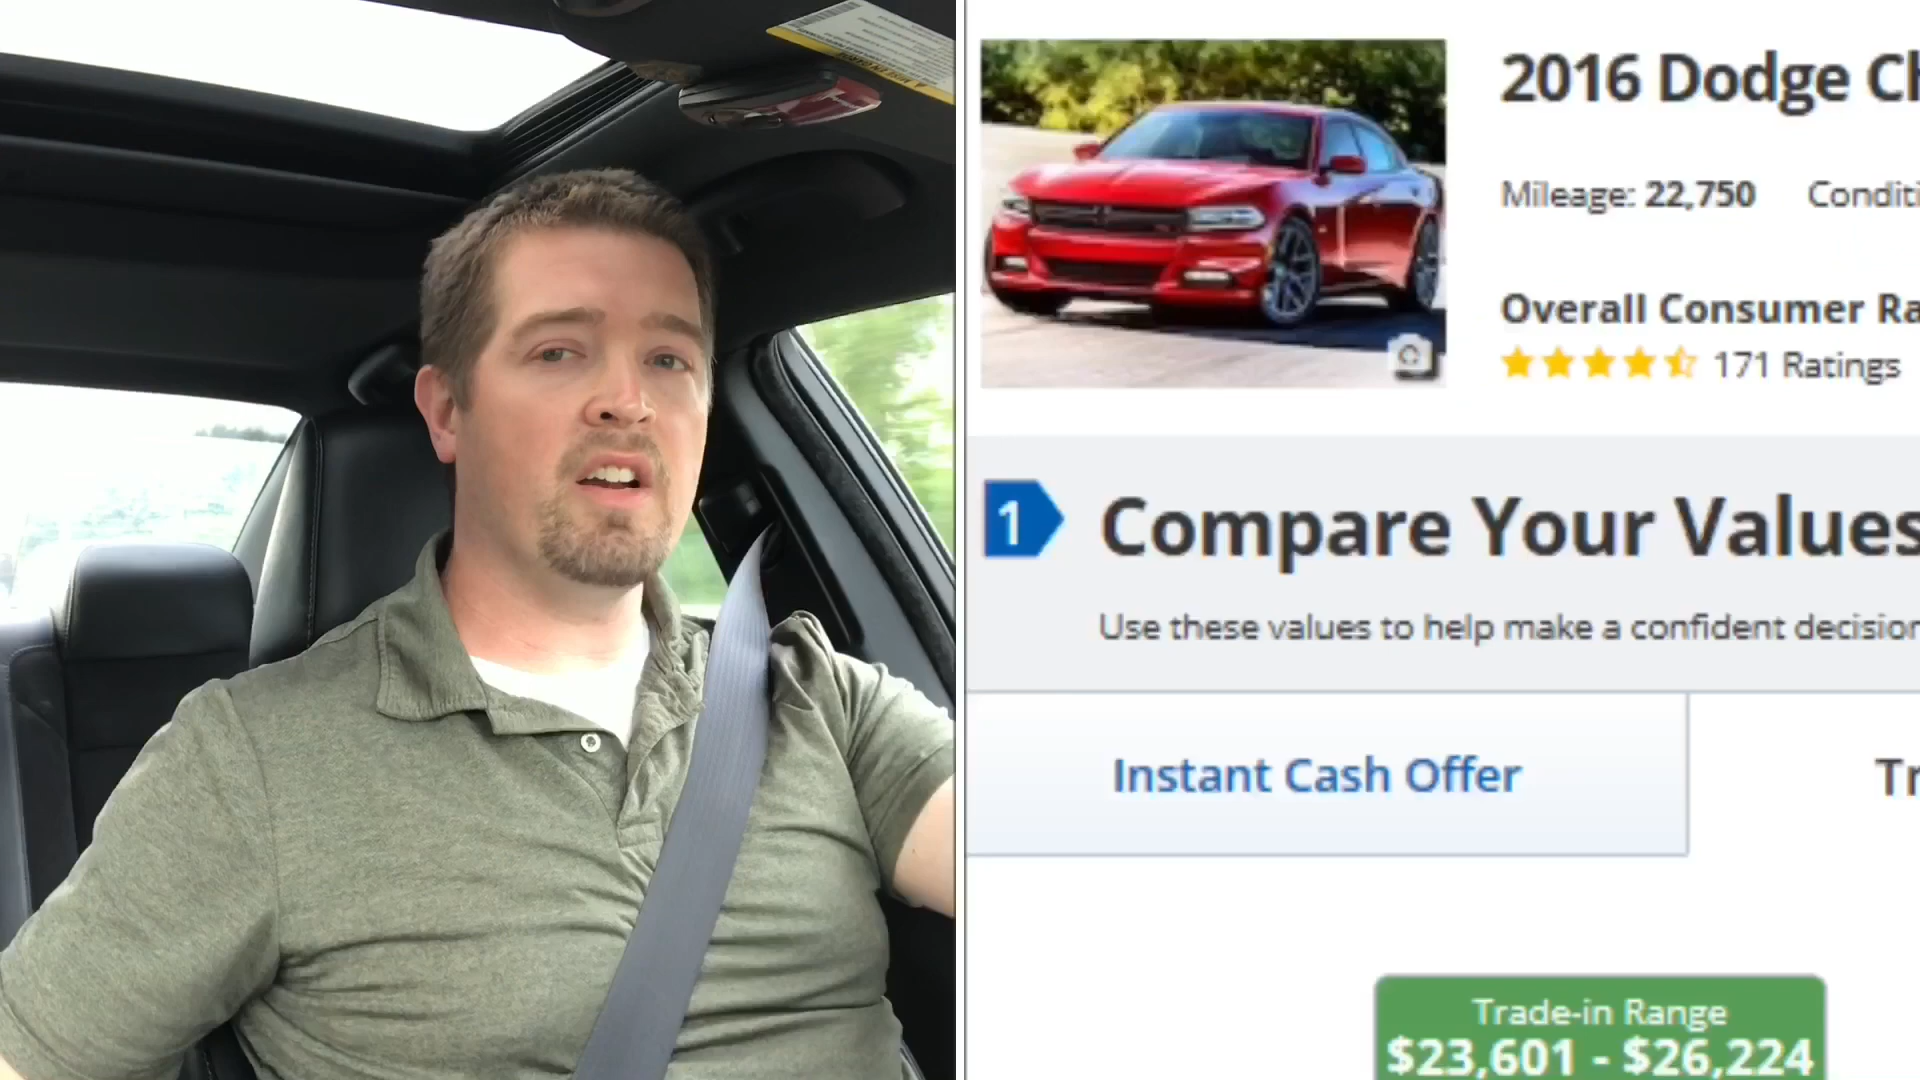 2016 Dodge Ch
Mileage: 22,750 Conditi
Overall Consumer Ra
171 Ratings
1 Compare Your Values
Use these values to help make a confident decision
Instant Cash Offer
Tr
Trade-in Range
$23,601 - $26,224